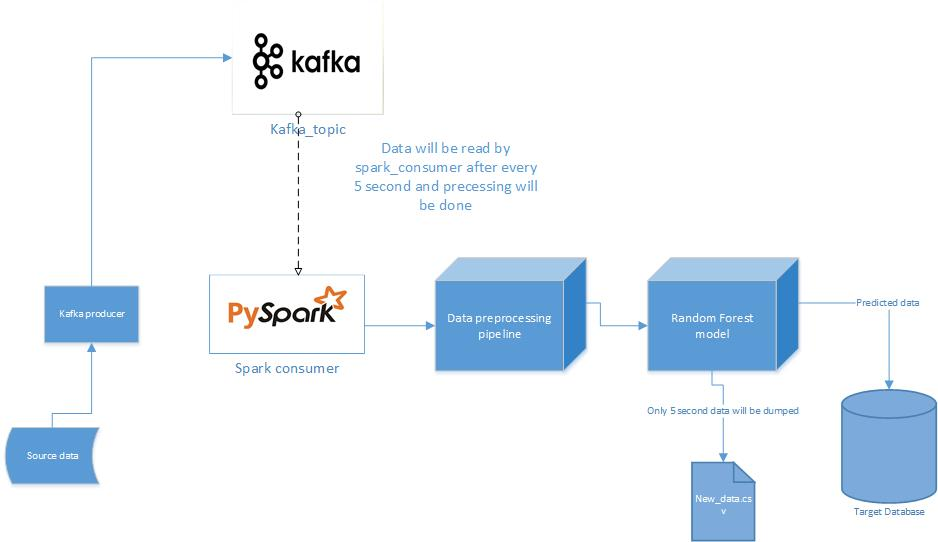 kafka
Kafka_topic
Data will be read by
spark_consumer after every
5 second and precessing will
be done
Kafka producer
Source data
PySpark
Spark consumer
Data preprocessing
pipeline
Random Forest
model
Predicted data
Only 5 second data will be dumped
New_data.cs
v
Target Database